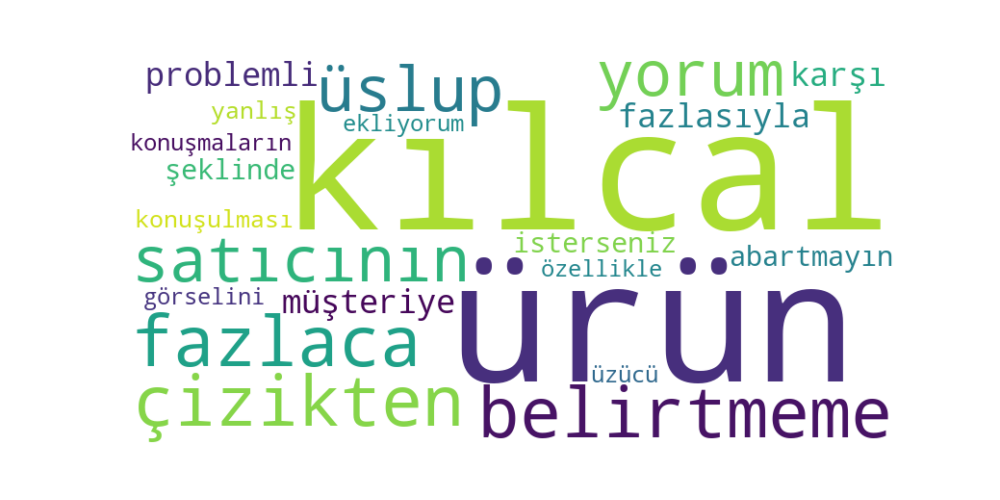 problemli
üslup
yorum
karşı
yanlış
ekliyorum
fazlasıyla
konuşmaların
kılcal
şeklinde
konuşulması
satıcının
isterseniz
abartmayın
özellikle
görselini
müşteriye
ürün
fazlaca
çizikten
üzücü
belirtmeme